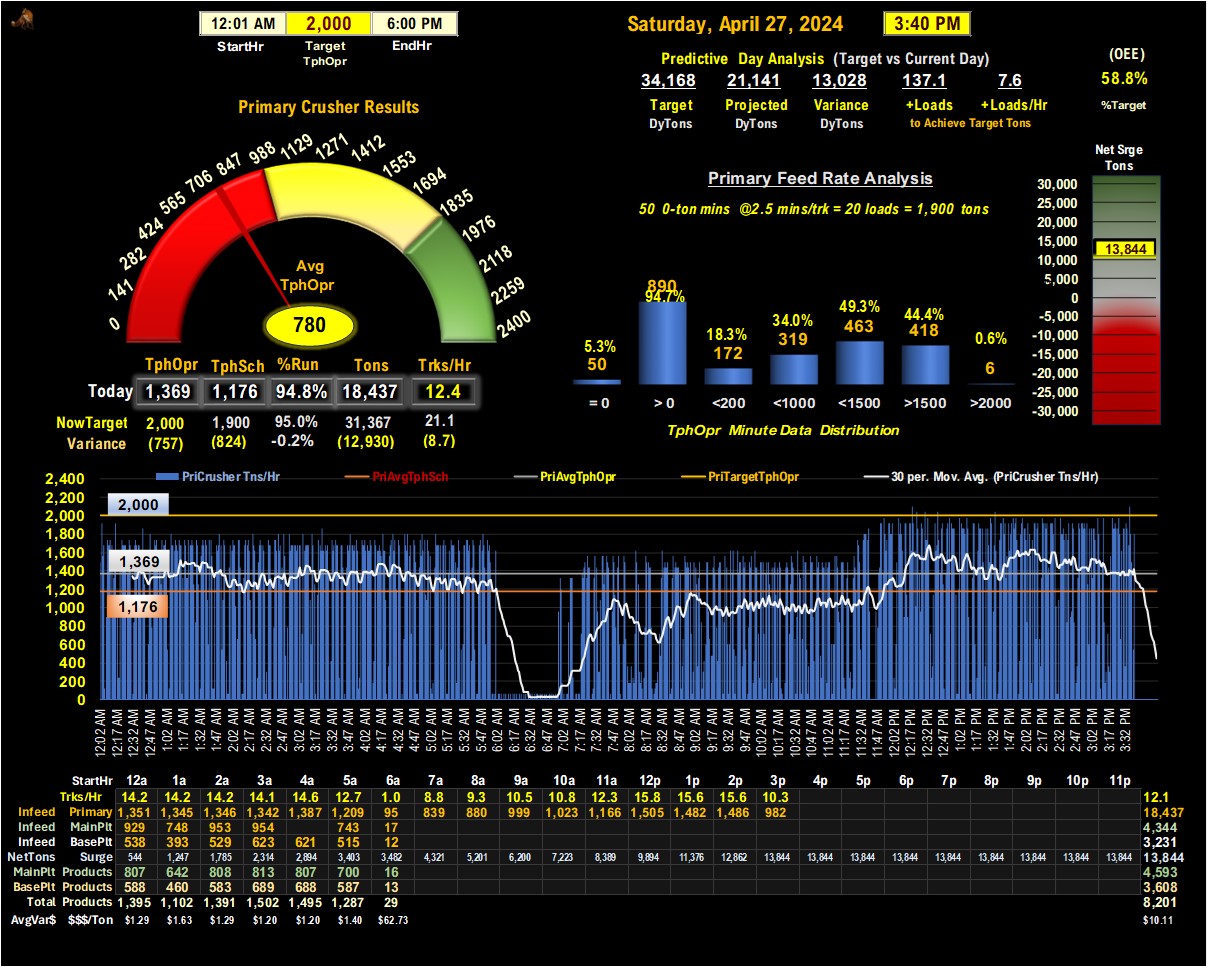 12:01 AM 2,000 6:00 PM
StartHr Target EndHr
TphOpr
Saturday, April 27, 2024 3:40 PM
Predictive Day Analysis (Target vs Current Day)
34,168 21,141 13,028 137.1 7.6
Target Projected Variance +Loads +Loads/Hr
DyTons DyTons DyTons to Achieve Target Tons
(OEE)
58.8%
%Target
Primary Crusher Results
0 141 282 424 565 706 847 988 1129 1271 1412 1553 1694 1835 1976 2118 2259 2400
Avg
TphOpr
780
TphOpr TphSch %Run Tons Trks/Hr
Today 1,369 1,176 94.8% 18,437 12.4
NowTarget 2,000 1,900 95.0% 31,367 21.1
Variance (757) (824) -0.2% (12,930) (8.7)
Primary Feed Rate Analysis
50 0-ton mins @2.5 mins/trk = 20 loads = 1,900 tons
5.3% 94.7% 18.3% 34.0% 49.3% 44.4% 0.6%
50 890 172 319 463 418 6
= 0 > 0 <200 <1000 <1500 >1500 >2000
TphOpr Minute Data Distribution
Net Srge
Tons
30,000
25,000
20,000
15,000
13,844
10,000
5,000
0
-5,000
-10,000
-15,000
-20,000
-25,000
-30,000
PriCrusher Tns/Hr PriAvgTphSch PriAvgTphOpr PriTargetTphOpr 30 per. Mov. Avg. (PriCrusher Tns/Hr)
2,400
2,200
2,000
1,800
1,600
1,400
1,200
1,000
800
600
400
200
0
2,000
1,369
1,176
12:02 AM 12:17 AM 12:32 AM 12:47 AM 1:02 AM 1:17 AM 1:32 AM 1:47 AM 2:02 AM 2:17 AM 2:32 AM 2:47 AM 3:02 AM 3:17 AM 3:32 AM 3:47 AM 4:02 AM 4:17 AM 4:32 AM 4:47 AM 5:02 AM 5:17 AM 5:32 AM 5:47 AM 6:02 AM 6:17 AM 6:32 AM 6:47 AM 7:02 AM 7:17 AM 7:32 AM 7:47 AM 8:02 AM 8:17 AM 8:32 AM 8:47 AM 9:02 AM 9:17 AM 9:32 AM 9:47 AM 10:02 AM 10:17 AM 10:32 AM 10:47 AM 11:02 AM 11:17 AM 11:32 AM 11:47 AM 12:02 PM 12:17 PM 12:32 PM 12:47 PM 1:02 PM 1:17 PM 1:32 PM 1:47 PM 2:02 PM 2:17 PM 2:32 PM 2:47 PM 3:02 PM 3:17 PM 3:32 PM
StartHr 12a 1a 2a 3a 4a 5a 6a 7a 8a 9a 10a 11a 12p 1p 2p 3p 4p 5p 6p 7p 8p 9p 10p 11p
Trks/Hr 14.2 14.2 14.2 14.1 14.6 12.7 1.0 8.8 9.3 10.5 10.8 12.3 15.8 15.6 15.6 10.3 12.1
Infeed Primary 1,351 1,345 1,346 1,342 1,387 1,209 95 839 880 999 1,023 1,166 1,505 1,482 1,486 982 18,437
Infeed MainPlt 929 748 953 954 743 17 4,344
Infeed BasePlt 538 393 529 623 621 515 12 3,231
NetTons Surge 544 1,247 1,785 2,314 2,894 3,403 3,482 4,321 5,201 6,200 7,223 8,389 9,894 11,376 12,862 13,844 13,844 13,844 13,844 13,844 13,844 13,844 13,844 13,844 13,844
MainPlt Products 807 642 808 813 807 700 16 4,593
BasePlt Products 588 460 583 689 688 587 13 3,608
Total Products 1,395 1,102 1,391 1,502 1,495 1,287 29 8,201
AvgVar$ $$$/Ton $1.29 $1.63 $1.29 $1.20 $1.20 $1.40 $62.73 $10.11